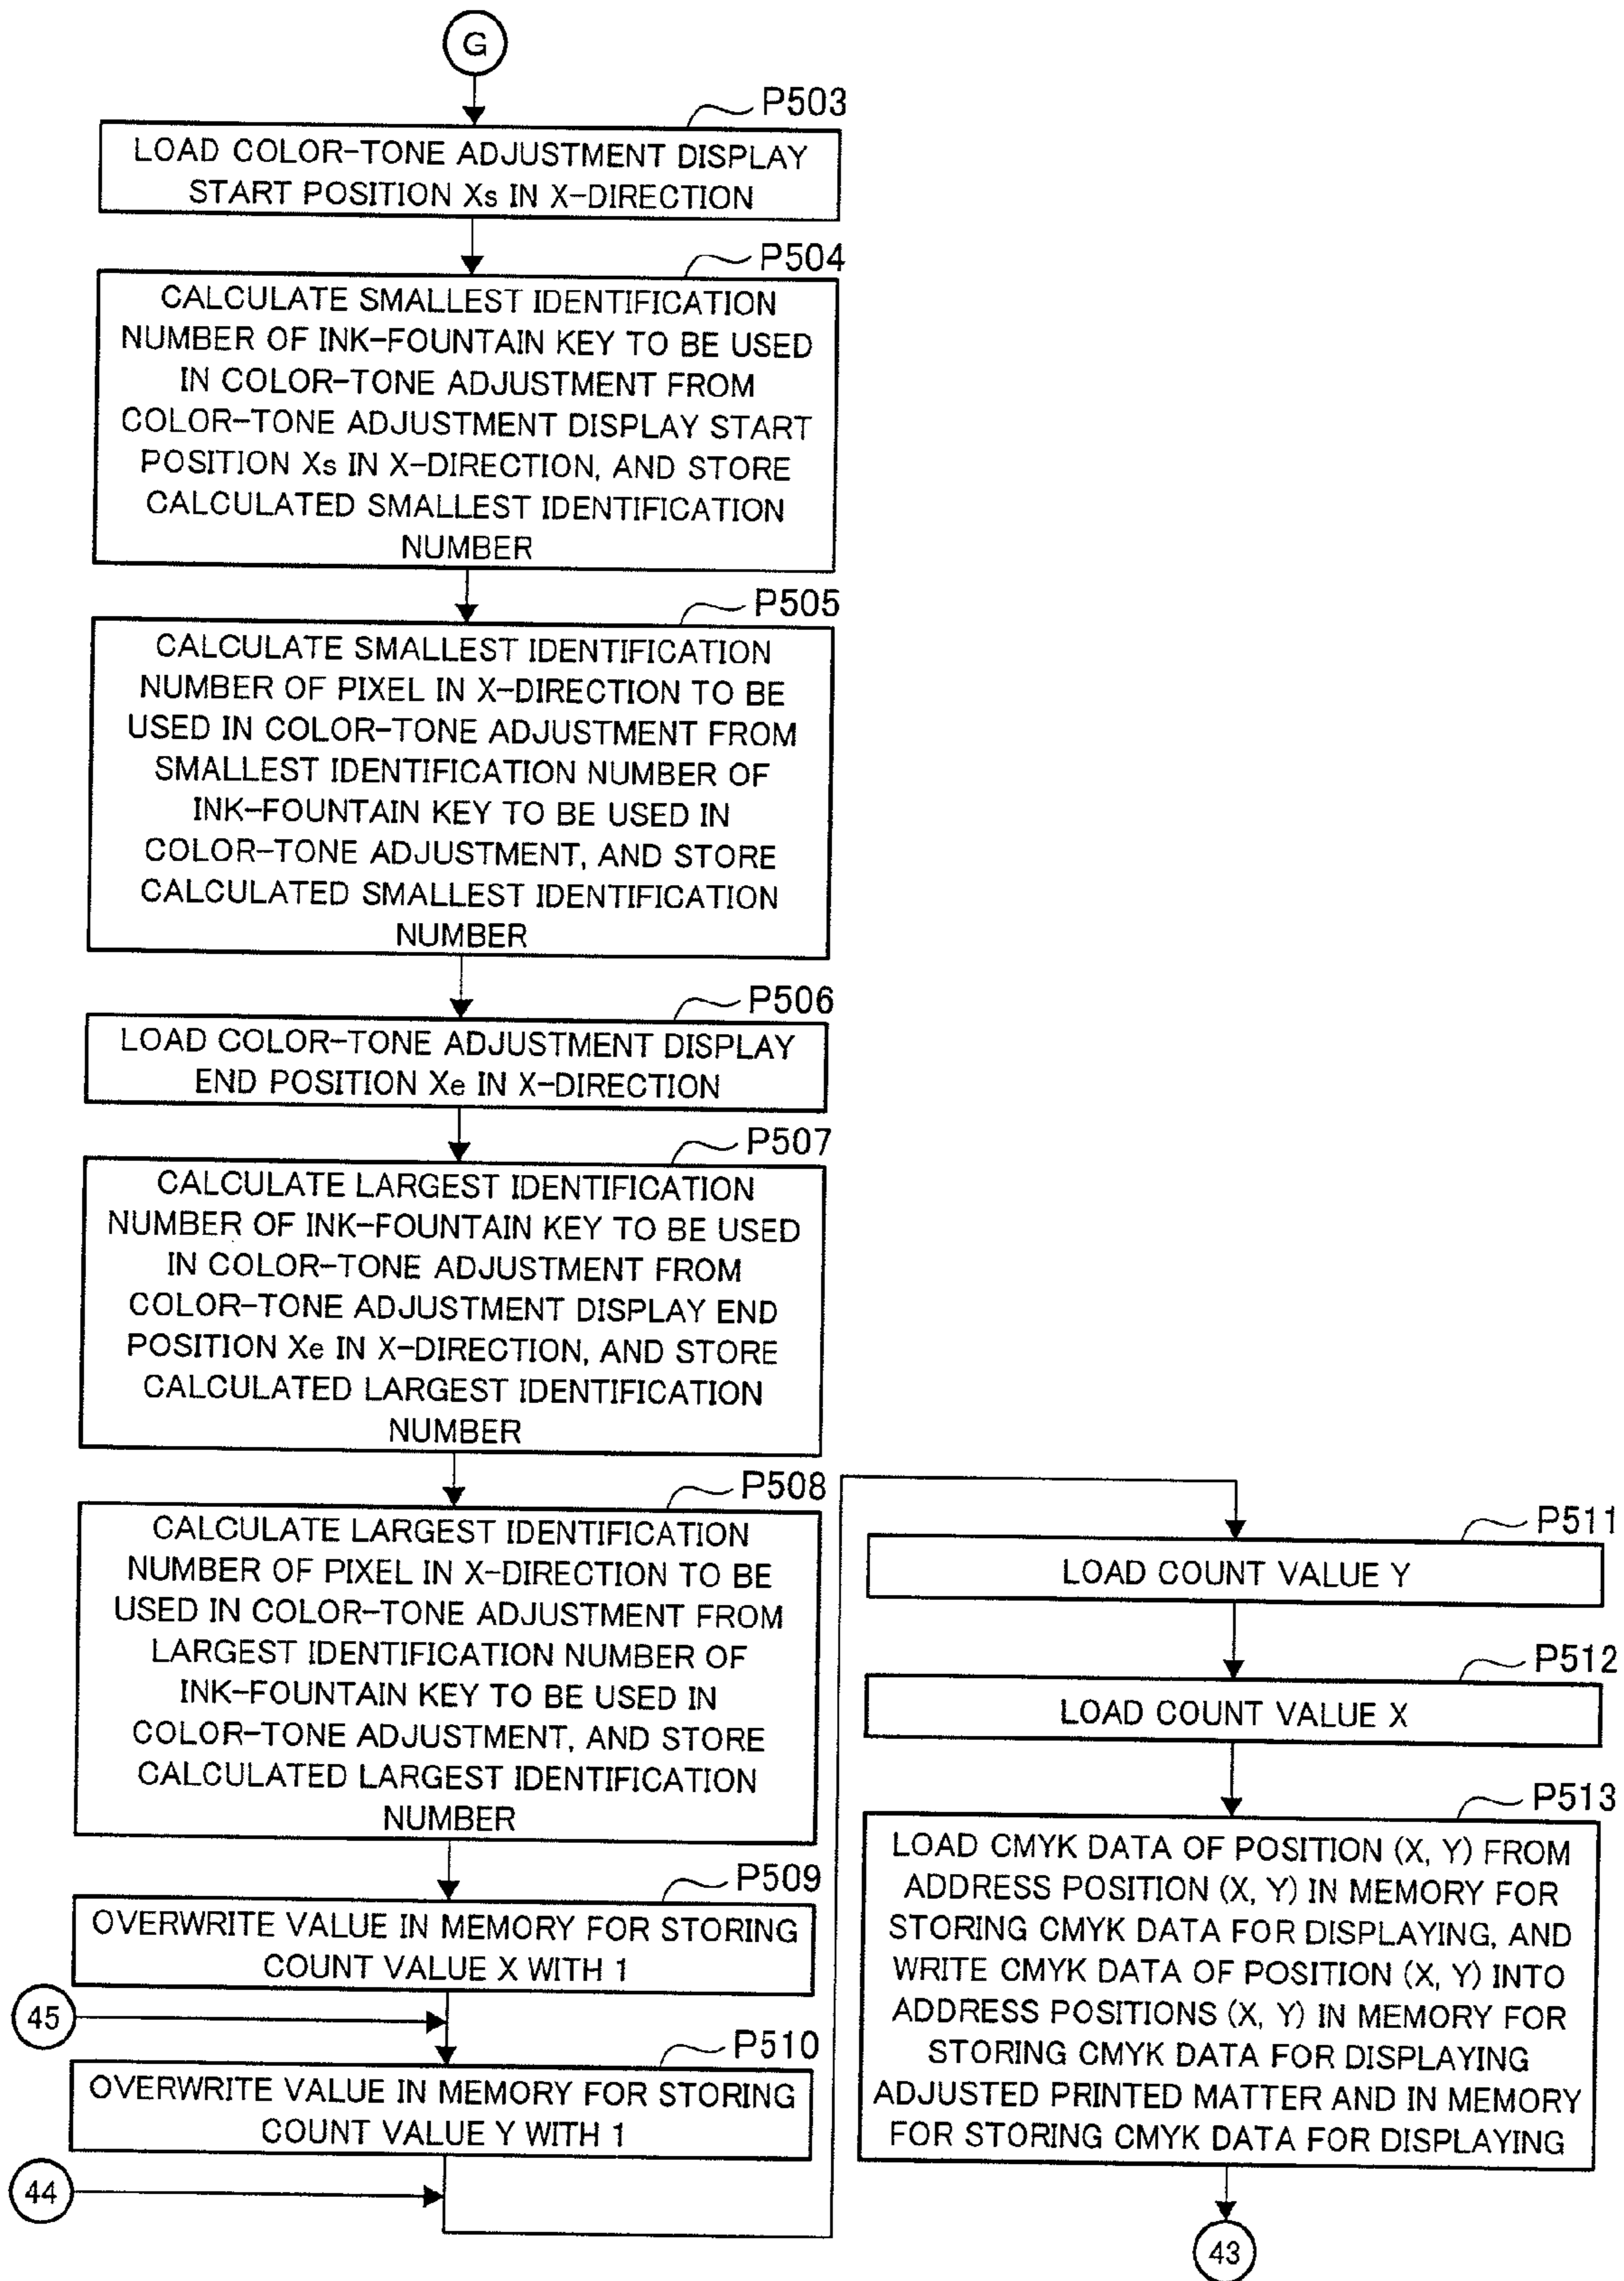 G
P503
LOAD COLOR-TONE ADJUSTMENT DISPLAY
START POSITION Xs IN X-DIRECTION
P504
CALCULATE SMALLEST IDENTIFICATION
NUMBER OF INK-FOUNTAIN KEY TO BE USED
IN COLOR-TONE ADJUSTMENT FROM
COLOR-TONE ADJUSTMENT DISPLAY START
POSITION Xs IN X-DIRECTION, AND STORE
CALCULATED SMALLEST IDENTIFICATION
NUMBER
P505
CALCULATE SMALLEST IDENTIFICATION
NUMBER OF PIXEL IN X-DIRECTION TO BE
USED IN COLOR-TONE ADJUSTMENT FROM
SMALLEST IDENTIFICATION NUMBER OF
INK-FOUNTAIN KEY TO BE USED IN
COLOR-TONE ADJUSTMENT, AND STORE
CALCULATED SMALLEST IDENTIFICATION
NUMBER
P506
LOAD COLOR-TONE ADJUSTMENT DISPLAY
END POSITION Xe IN X-DIRECTION
P507
CALCULATE LARGEST IDENTIFICATION
NUMBER OF INK-FOUNTAIN KEY TO BE USED
IN COLOR-TONE ADJUSTMENT FROM
COLOR-TONE ADJUSTMENT DISPLAY END
POSITION Xe IN X-DIRECTION, AND STORE
CALCULATED LARGEST IDENTIFICATION
NUMBER
P508
CALCULATE LARGEST IDENTIFICATION
NUMBER OF PIXEL IN X-DIRECTION TO BE
USED IN COLOR-TONE ADJUSTMENT FROM
LARGEST IDENTIFICATION NUMBER OF
INK-FOUNTAIN KEY TO BE USED IN
COLOR-TONE ADJUSTMENT, AND STORE
CALCULATED LARGEST IDENTIFICATION
NUMBER
P509
OVERWRITE VALUE IN MEMORY FOR STORING
COUNT VALUE X WITH 1
45
P510
OVERWRITE VALUE IN MEMORY FOR STORING
COUNT VALUE Y WITH 1
44
P511
LOAD COUNT VALUE Y
P512
LOAD COUNT VALUE X
P513
LOAD CMYK DATA OF POSITION (X, Y) FROM
ADDRESS POSITION (X, Y) IN MEMORY FOR
STORING CMYK DATA FOR DISPLAYING, AND
WRITE CMYK DATA OF POSITION (X, Y) INTO
ADDRESS POSITIONS (X, Y) IN MEMORY FOR
STORING CMYK DATA FOR DISPLAYING
ADJUSTED PRINTED MATTER AND IN MEMORY
FOR STORING CMYK DATA FOR DISPLAYING
43